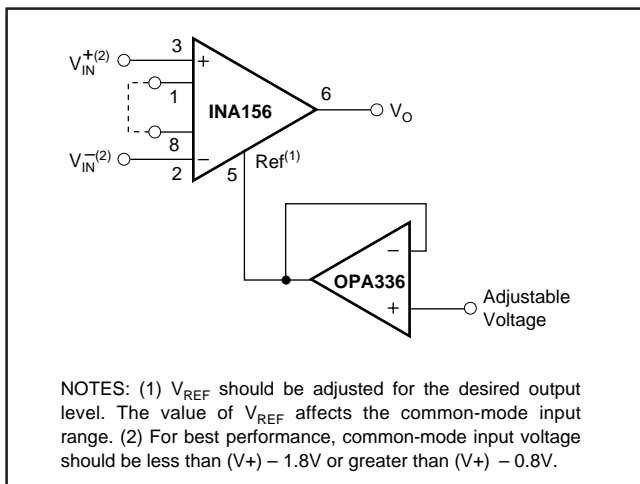 V+IN(2)
3
+
1
INA156
6
VO
8
V–IN(2)
2
–
5
Ref(1)
–
OPA336
+
Adjustable
Voltage
NOTES: (1) VREF should be adjusted for the desired output
level. The value of VREF affects the common-mode input
range. (2) For best performance, common-mode input voltage
should be less than (V+) – 1.8V or greater than (V+) – 0.8V.